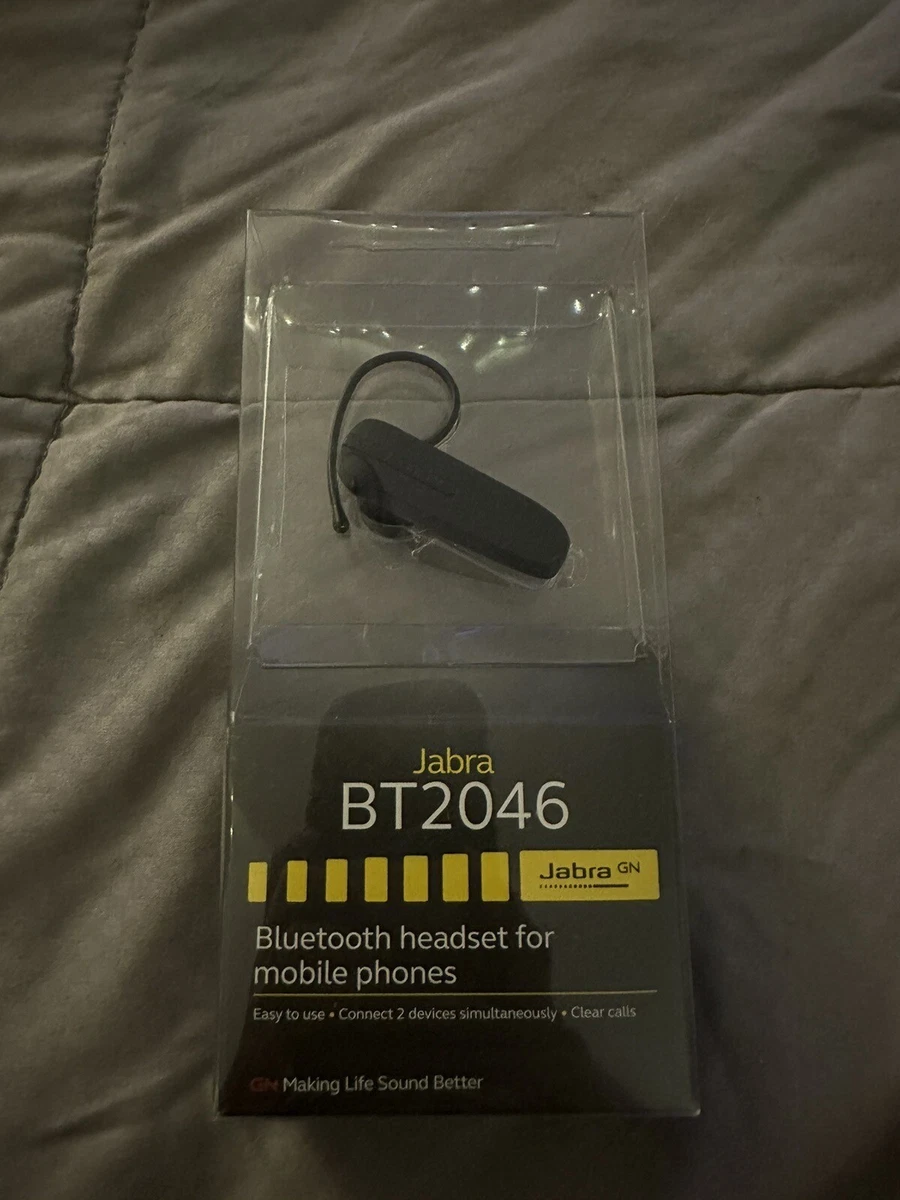 Jabra
BT2046
Jabra GN
Bluetooth headset for
mobile phones
Easy to use • Connect 2 devices simultaneously • Clear calls
GN Making Life Sound Better